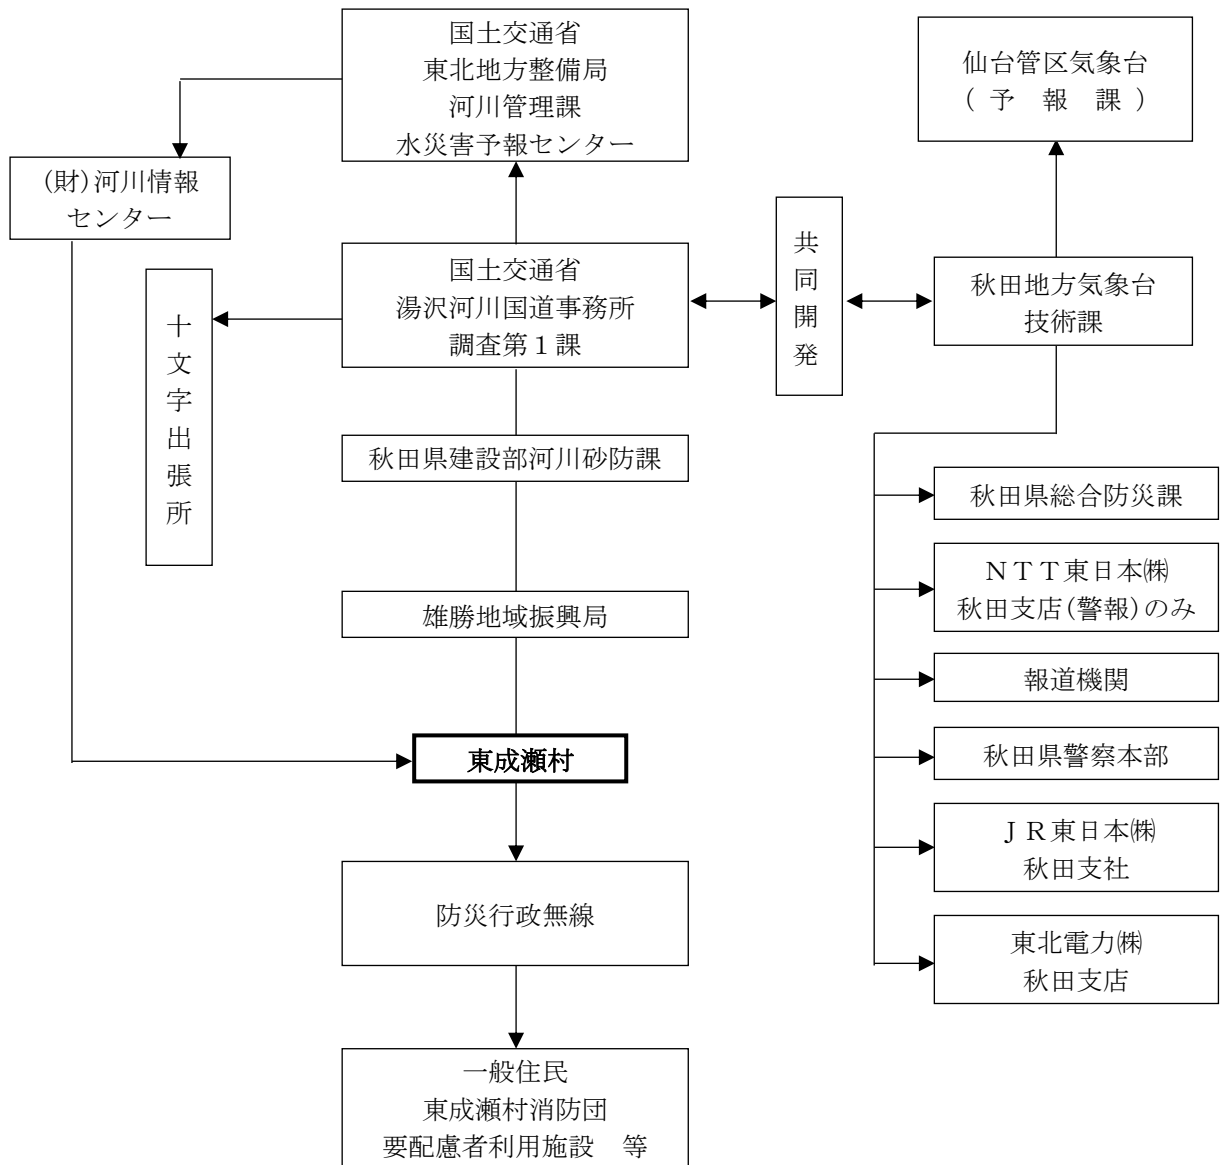 国土交通省
東北地方整備局
河川管理課
水災害予報センター
仙台管区気象台
(予報課)
(財)河川情報
センター
国土交通省
湯沢河川国道事務所
調査第1課
共同開発
秋田地方気象台
技術課
十文字出張所
秋田県建設部河川砂防課
雄勝地域振興局
東成瀬村
防災行政無線
一般住民
東成瀬村消防団
要配慮者利用施設 等
秋田県総合防災課
NTT東日本㈱
秋田支店(警報)のみ
報道機関
秋田県警察本部
JR東日本㈱
秋田支社
東北電力㈱
秋田支店